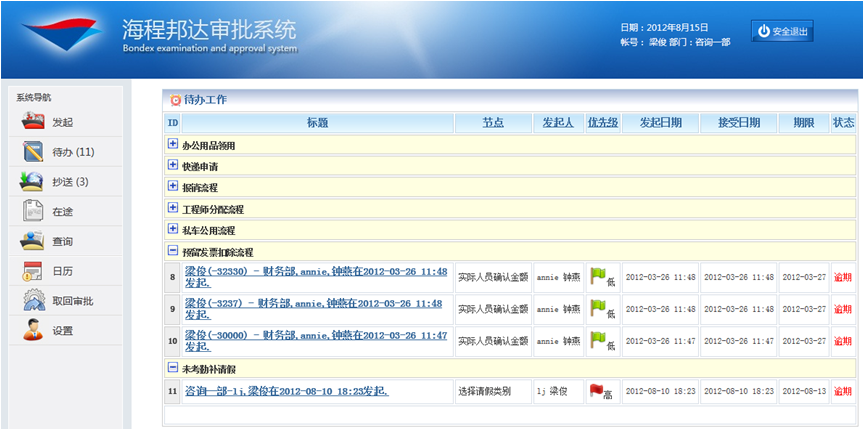 海程邦达审批系统
Bondex examination and approval system
日期：2012年8月15日
帐号： 梁俊 部门：咨询一部
安全退出
系统导航
发起
待办 (11)
抄送 (3)
在途
查询
日历
取回审批
设置
待办工作
ID 标题 节点 发起人 优先级 发起日期 接受日期 期限 状态
办公用品领用
快递申请
报销流程
工程师分配流程
私车公用流程
预留发票扣除流程
8 梁俊(-32330) - 财务部,annie,钟燕在2012-03-26 11:48发起. 实际人员确认金额 annie 钟燕 低 2012-03-26 11:48 2012-03-26 11:48 2012-03-27 逾期
9 梁俊(-3237) - 财务部,annie,钟燕在2012-03-26 11:48发起. 实际人员确认金额 annie 钟燕 低 2012-03-26 11:48 2012-03-26 11:48 2012-03-27 逾期
10 梁俊(-30000) - 财务部,annie,钟燕在2012-03-26 11:47发起. 实际人员确认金额 annie 钟燕 低 2012-03-26 11:47 2012-03-26 11:47 2012-03-27 逾期
未考勤补请假
11 咨询一部-lj,梁俊在2012-08-10 18:23发起. 选择请假类别 lj 梁俊 高 2012-08-10 18:23 2012-08-10 18:23 2012-08-13 逾期